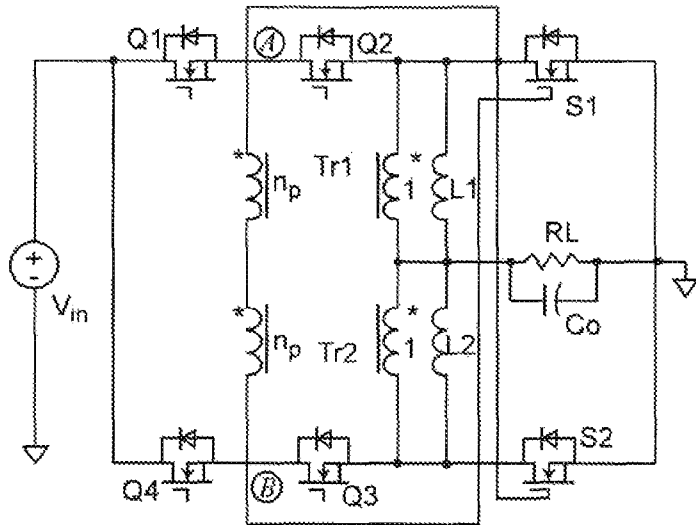 Q1
A
Q2
S1
*
n_p
Tr1
*
1
L1
RL
+
-
V_in
Co
*
n_p
Tr2
*
1
L2
S2
Q4
B
Q3